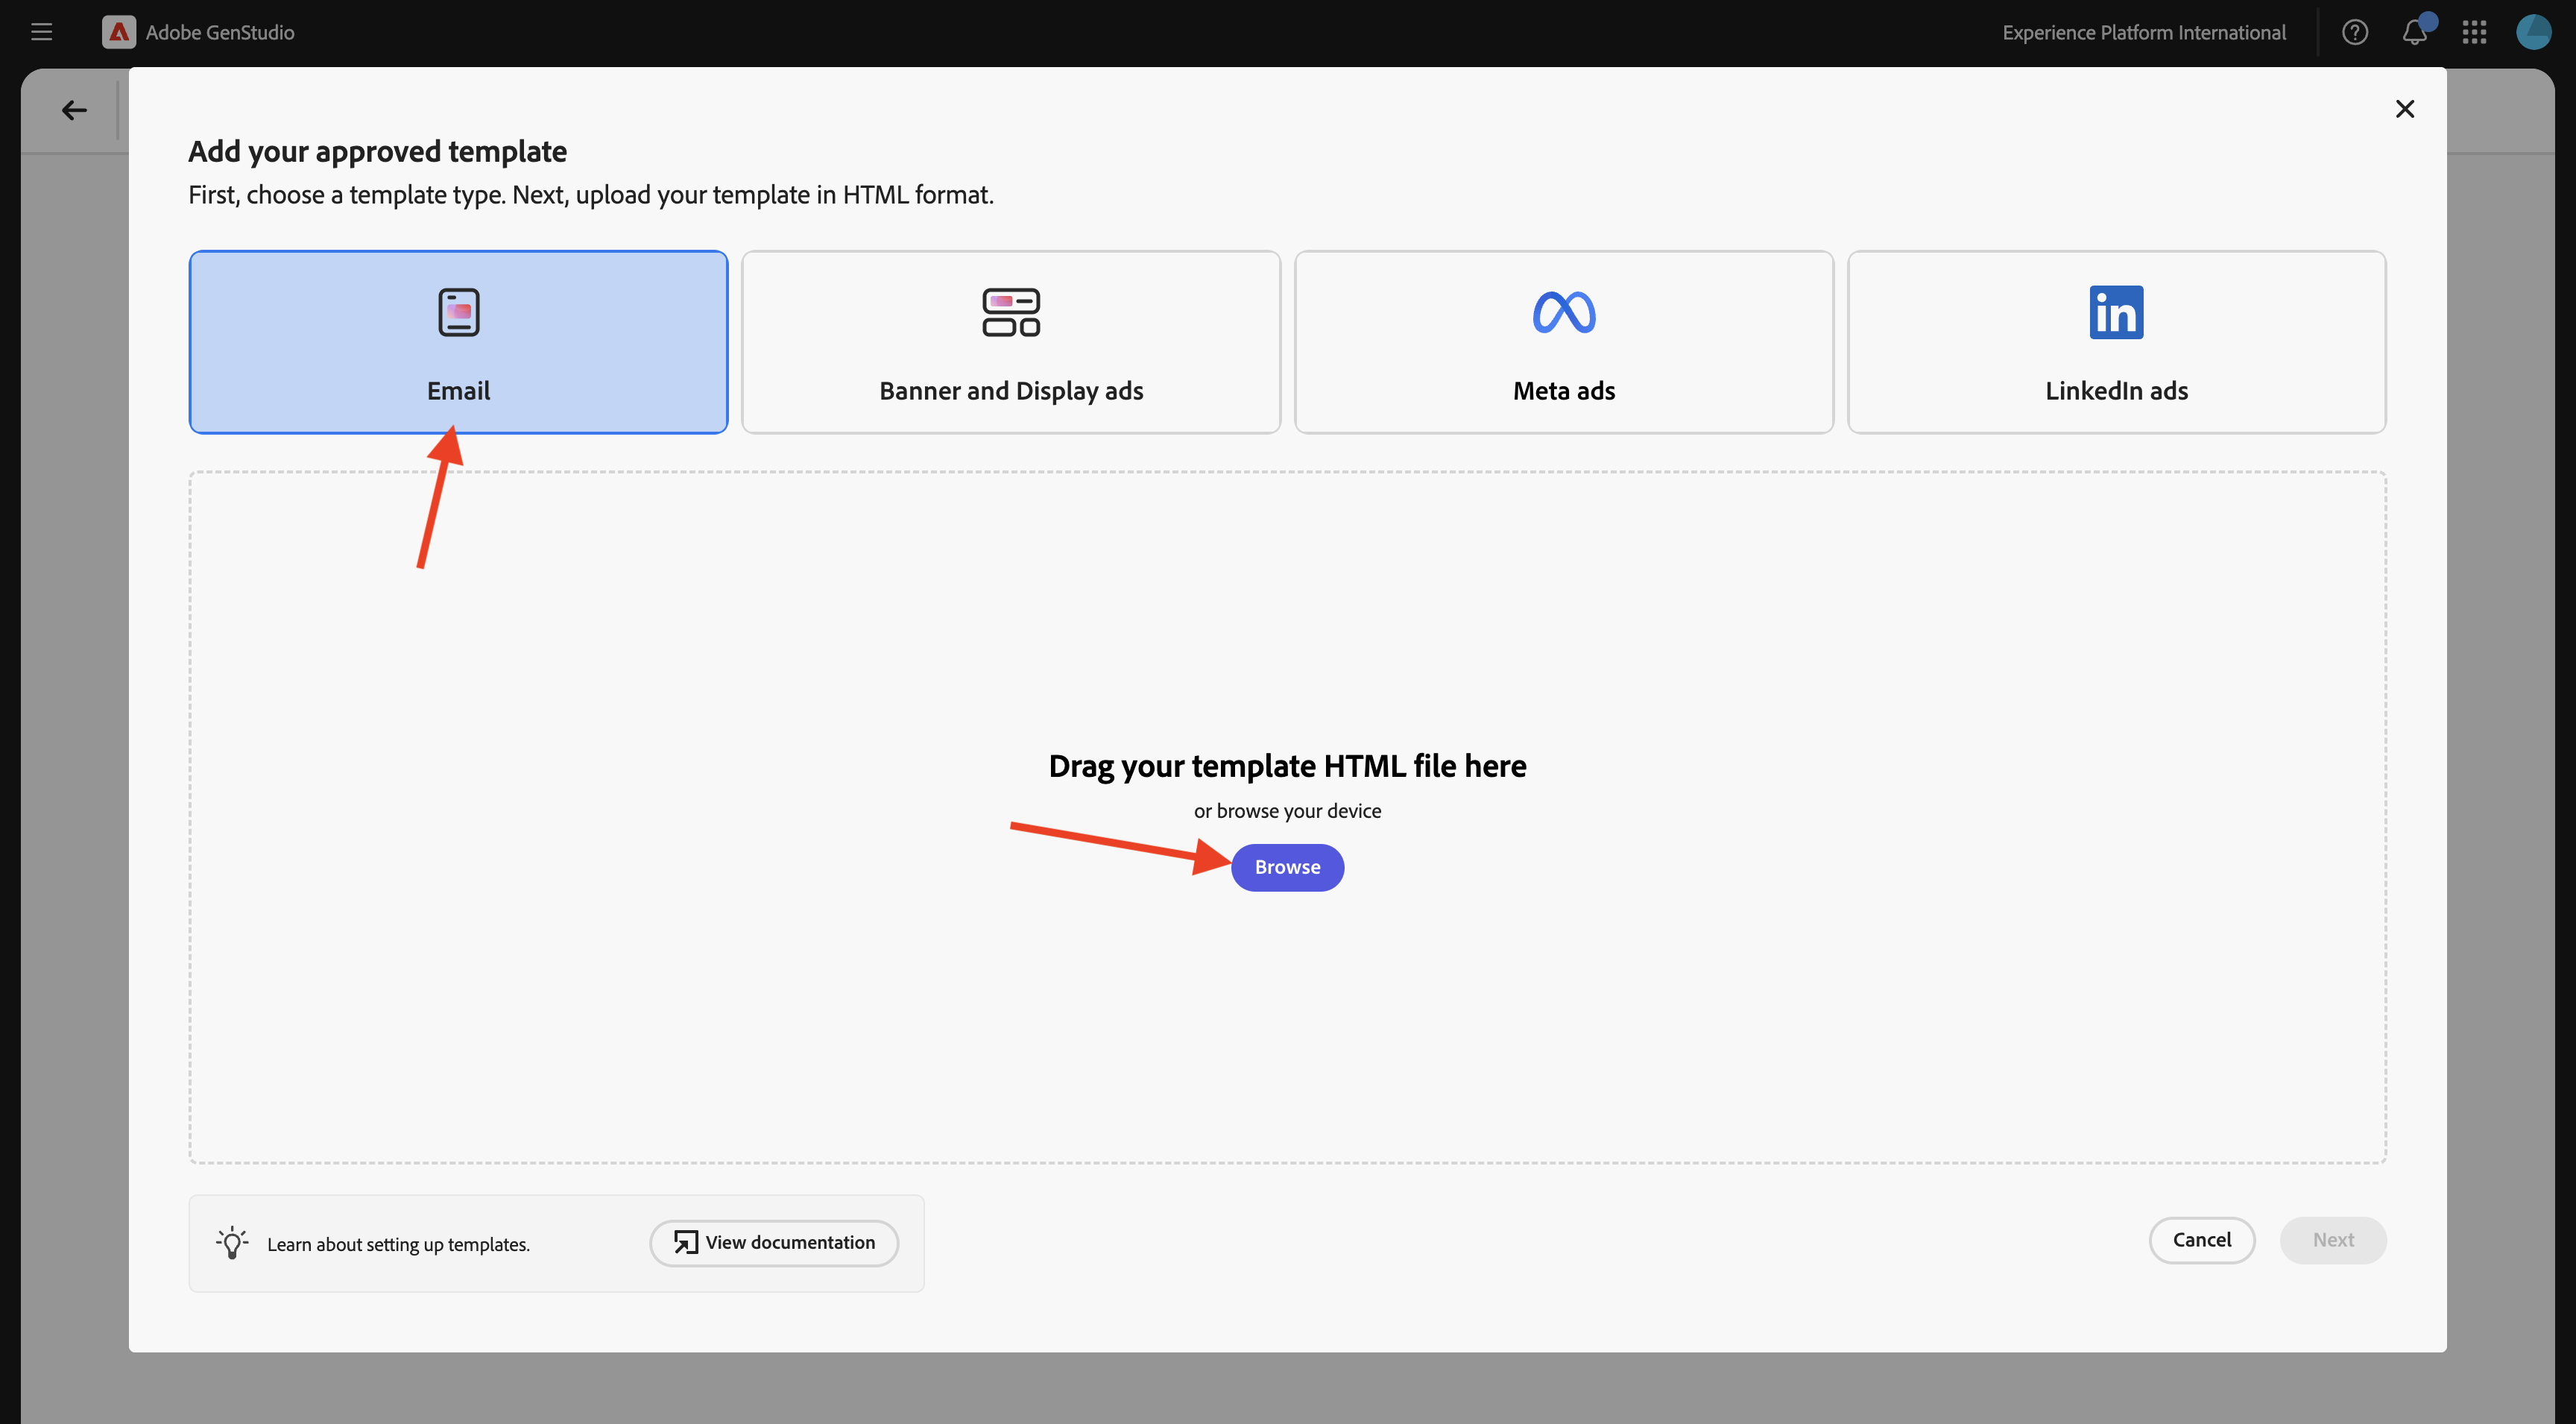 Adobe GenStudio
Experience Platform International
Add your approved template
First, choose a template type. Next, upload your template in HTML format.
Email
Banner and Display ads
Meta ads
in
LinkedIn ads
Drag your template HTML file here
or browse your device
Browse
Learn about setting up templates.
View documentation
Cancel
Next